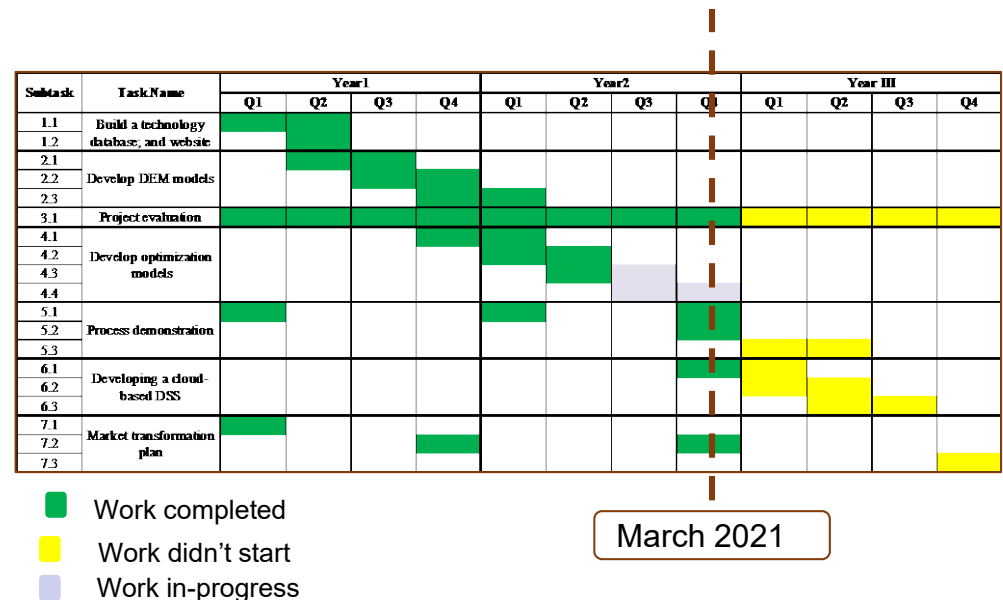 Subtask Task Name Year1 Year2 Year III
Q1 Q2 Q3 Q4 Q1 Q2 Q3 Q4 Q1 Q2 Q3 Q4
1.1 Build a technology
1.2 database; and website
2.1
2.2 Develop DEM models
2.3
3.1 Project evaluation
4.1
4.2 Develop optimization
4.3 models
4.4
5.1
5.2 Process demonstration
5.3
6.1 Developing a cloud-
6.2 based DSS
6.3
7.1
7.2 Market transformation
plan
7.3
Work completed
Work didn’t start
Work in-progress
March 2021